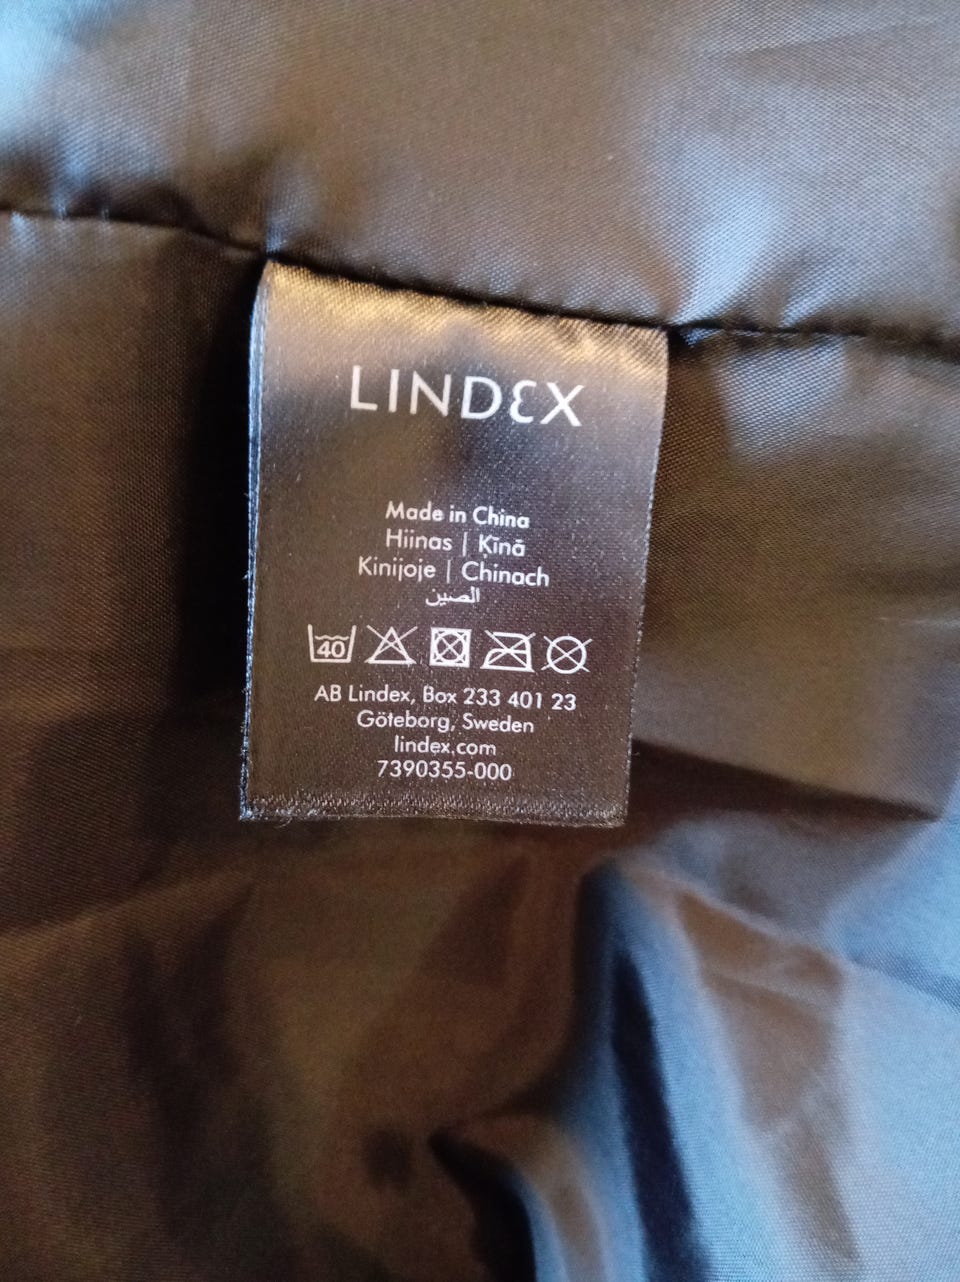 LINDEX
Made in China
Hiinas | Ķīnā
Kinijoje | Chinach
الصين
40
AB Lindex, Box 233 401 23
Göteborg, Sweden
lindex.com
7390355-000